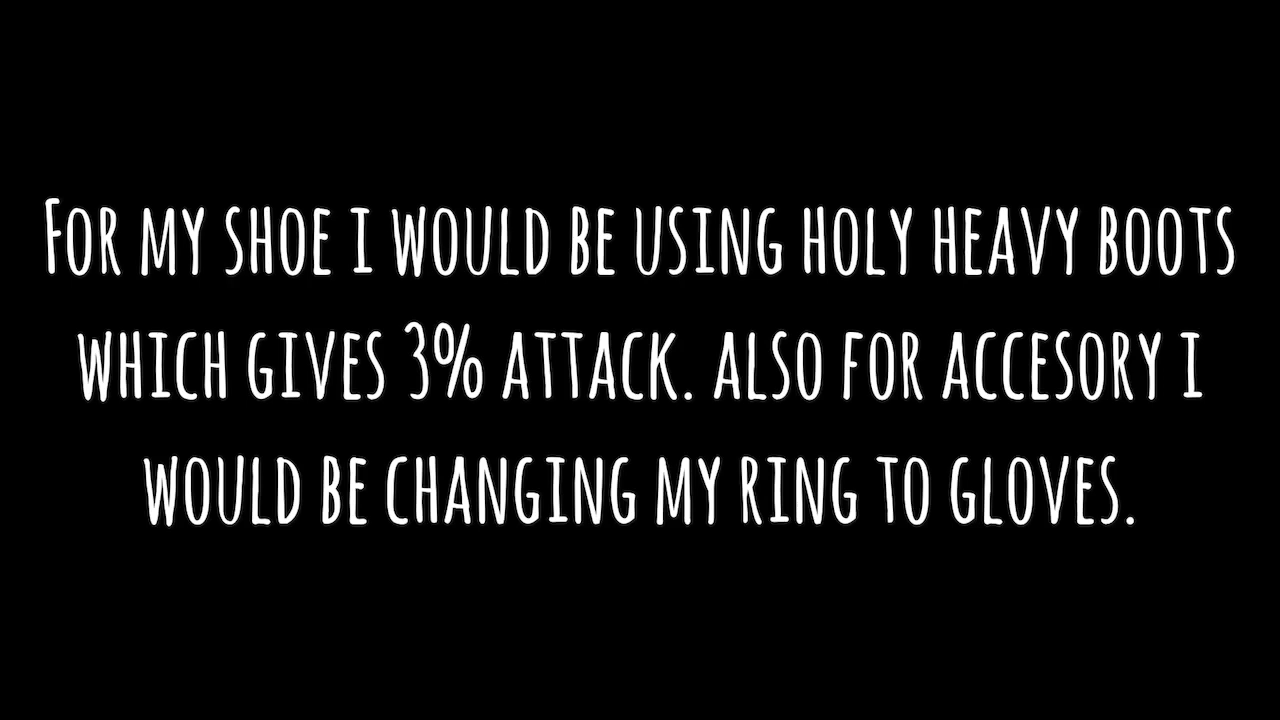 For my shoe i would be using holy heavy boots
which gives 3% attack. also for accesory i
would be changing my ring to gloves.